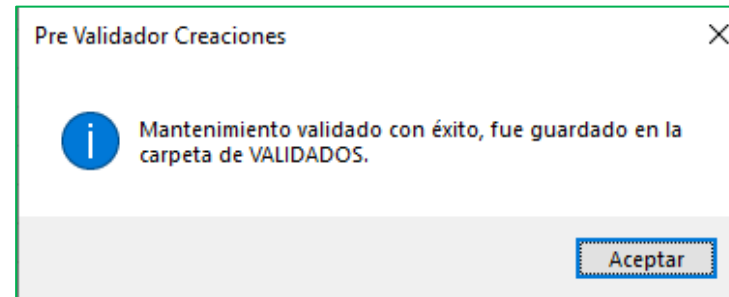 Pre Validador Creaciones
Mantenimiento validado con éxito, fue guardado en la
carpeta de VALIDADOS.
Aceptar